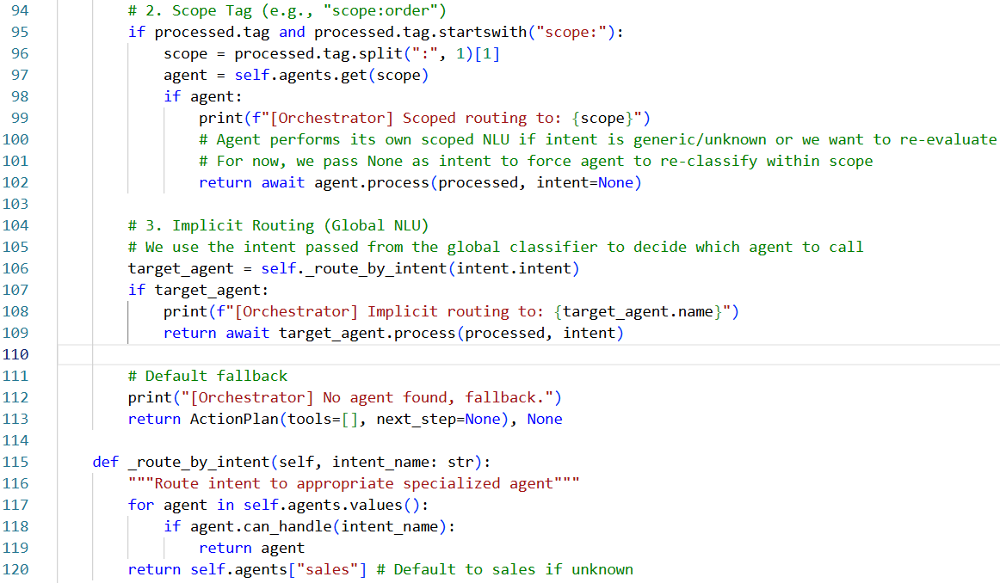 94 # 2. Scope Tag (e.g., "scope:order")
95 if processed.tag and processed.tag.startswith("scope:"):
96 scope = processed.tag.split(":", 1)[1]
97 agent = self.agents.get(scope)
98 if agent:
99 print(f"[Orchestrator] Scoped routing to: {scope}")
100 # Agent performs its own scoped NLU if intent is generic/unknown or we want to re-evaluate
101 # For now, we pass None as intent to force agent to re-classify within scope
102 return await agent.process(processed, intent=None)
103
104 # 3. Implicit Routing (Global NLU)
105 # We use the intent passed from the global classifier to decide which agent to call
106 target_agent = self._route_by_intent(intent.intent)
107 if target_agent:
108 print(f"[Orchestrator] Implicit routing to: {target_agent.name}")
109 return await target_agent.process(processed, intent)
110
111 # Default fallback
112 print("[Orchestrator] No agent found, fallback.")
113 return ActionPlan(tools=[], next_step=None), None
114
115 def _route_by_intent(self, intent_name: str):
116 """Route intent to appropriate specialized agent"""
117 for agent in self.agents.values():
118 if agent.can_handle(intent_name):
119 return agent
120 return self.agents["sales"] # Default to sales if unknown